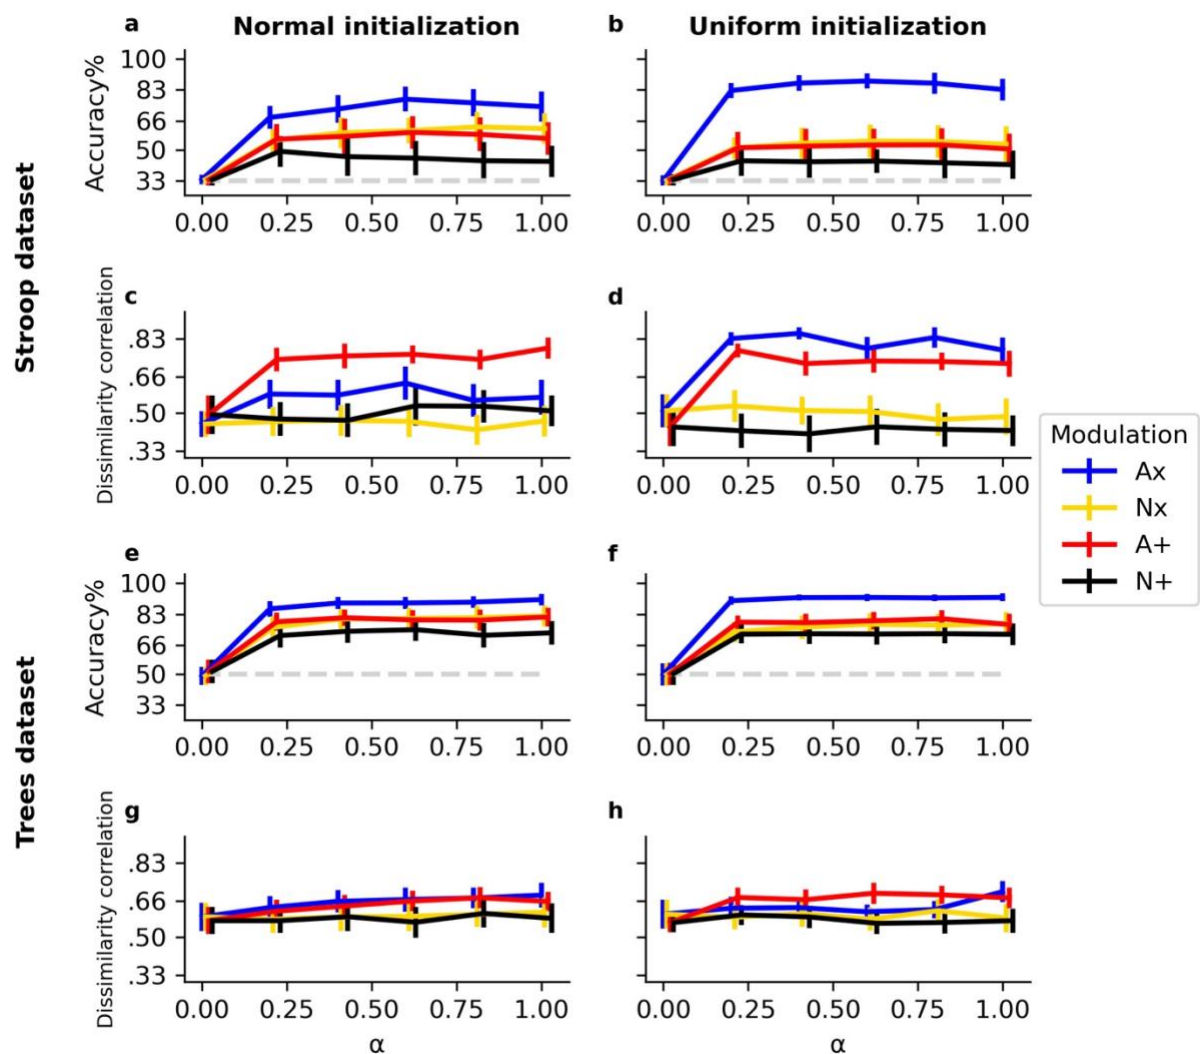 a Normal initialization
b Uniform initialization
Stroop dataset
Accuracy%
100
83
66
50
33
0.00 0.25 0.50 0.75 1.00
0.00 0.25 0.50 0.75 1.00
c
d
Dissimilarity correlation
.83
.66
.50
.33
0.00 0.25 0.50 0.75 1.00
0.00 0.25 0.50 0.75 1.00
Modulation
Ax
Nx
A+
N+
Trees dataset
e
f
Accuracy%
100
83
66
50
33
0.00 0.25 0.50 0.75 1.00
0.00 0.25 0.50 0.75 1.00
g
h
Dissimilarity correlation
.83
.66
.50
.33
0.00 0.25 0.50 0.75 1.00
0.00 0.25 0.50 0.75 1.00
α
α